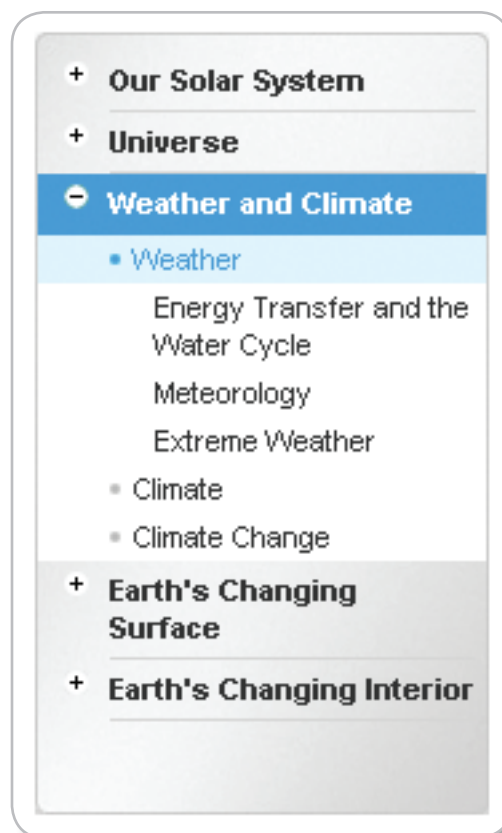 Our Solar System
Universe
Weather and Climate
Weather
Energy Transfer and the
Water Cycle
Meteorology
Extreme Weather
Climate
Climate Change
Earth's Changing
Surface
Earth's Changing Interior